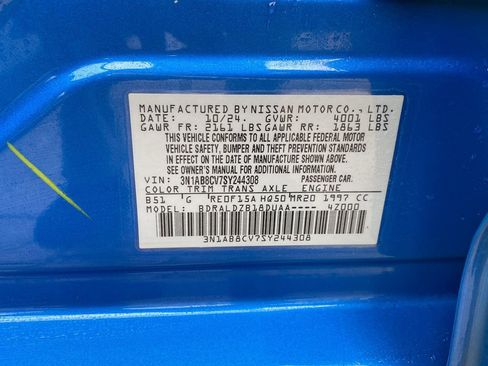 MANUFACTURED BY NISSAN MOTOR CO., LTD.
DATE: 10/24. GVWR: 4001 LBS
GAWR FR: 2161 LBS GAWR RR: 1863 LBS
THIS VEHICLE CONFORMS TO ALL APPLICABLE FEDERAL MOTOR
VEHICLE SAFETY, BUMPER AND THEFT PREVENTION STANDARDS
IN EFFECT ON THE DATE OF MANUFACTURE SHOWN ABOVE.
SEE OWNER'S MANUAL FOR ADDITIONAL INFORMATION.
VIN: 3N1AB8CV7SY244308 PASSENGER CAR.
COLOR TRIM TRANS AXLE ENGINE
B51 G RE0F15A HQ50 MR20 1997 CC
MODEL: BDRALDZB18DUAA---- 4Z000
3N1AB8CV7SY244308